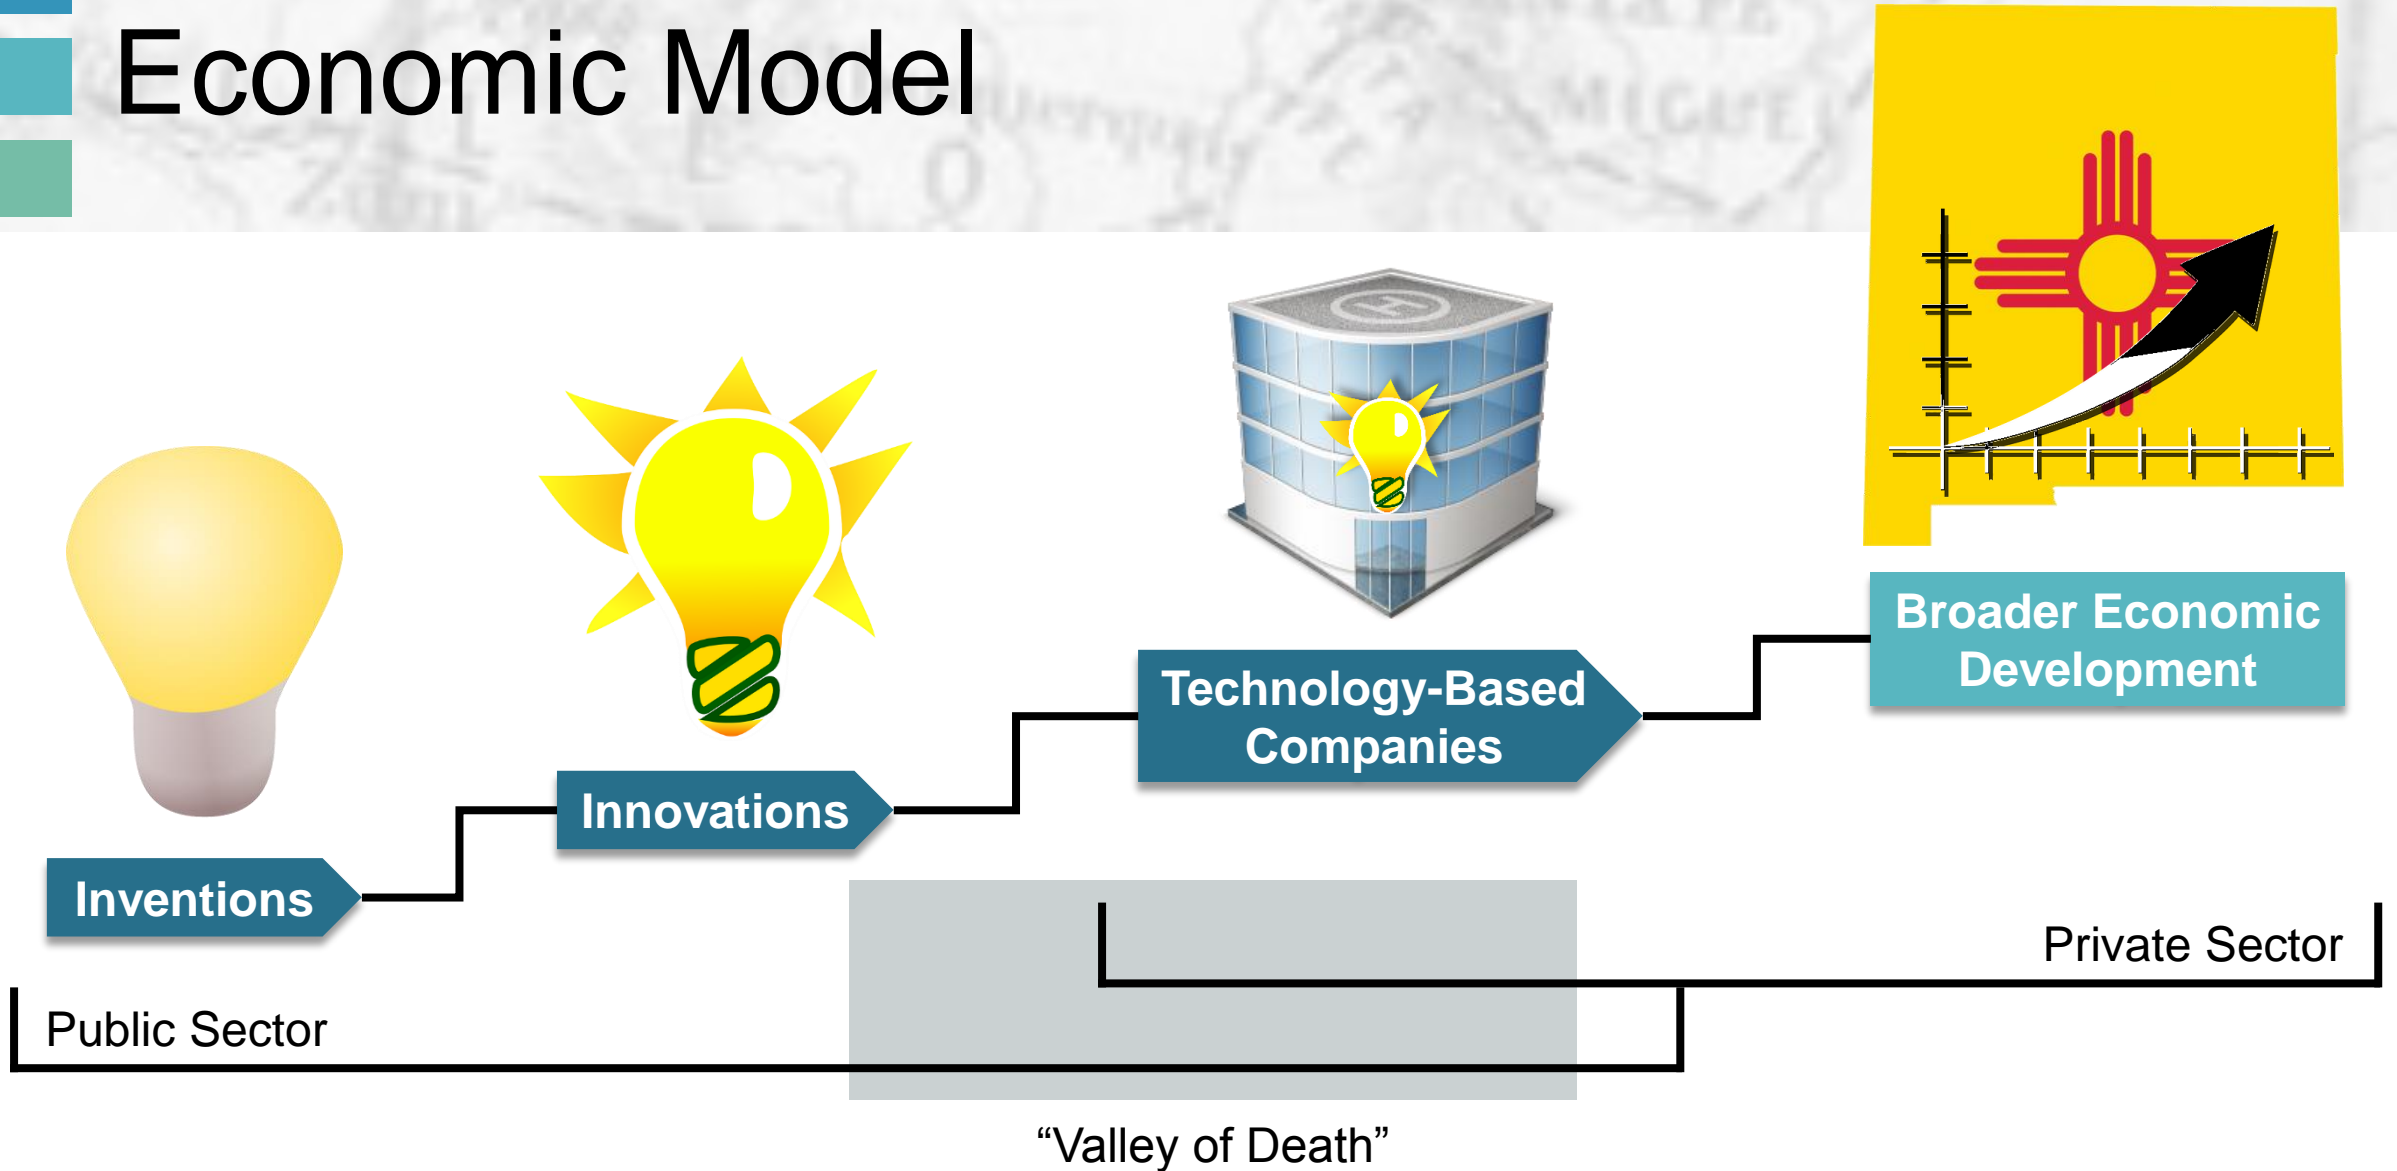 Economic Model
Broader Economic
Development
Technology-Based
Companies
Innovations
Inventions
Private Sector
Public Sector
“Valley of Death”